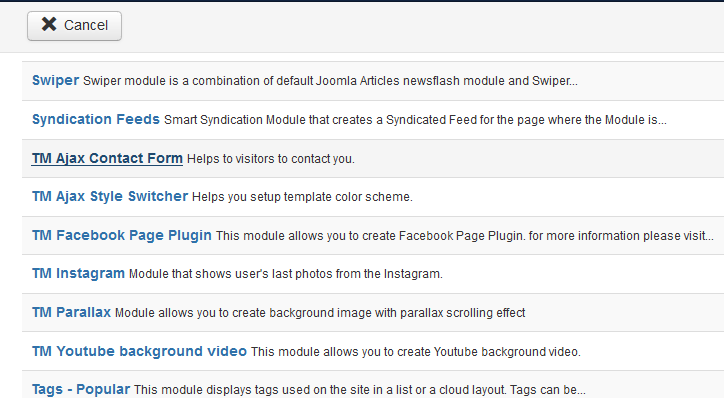 Cancel
Swiper Swiper module is a combination of default Joomla Articles newsflash module and Swiper...
Syndication Feeds Smart Syndication Module that creates a Syndicated Feed for the page where the Module is...
TM Ajax Contact Form Helps to visitors to contact you.
TM Ajax Style Switcher Helps you setup template color scheme.
TM Facebook Page Plugin This module allows you to create Facebook Page Plugin. for more information please visit...
TM Instagram Module that shows user's last photos from the Instagram.
TM Parallax Module allows you to create background image with parallax scrolling effect
TM Youtube background video This module allows you to create Youtube background video.
Tags - Popular This module displays tags used on the site in a list or a cloud layout. Tags can be...